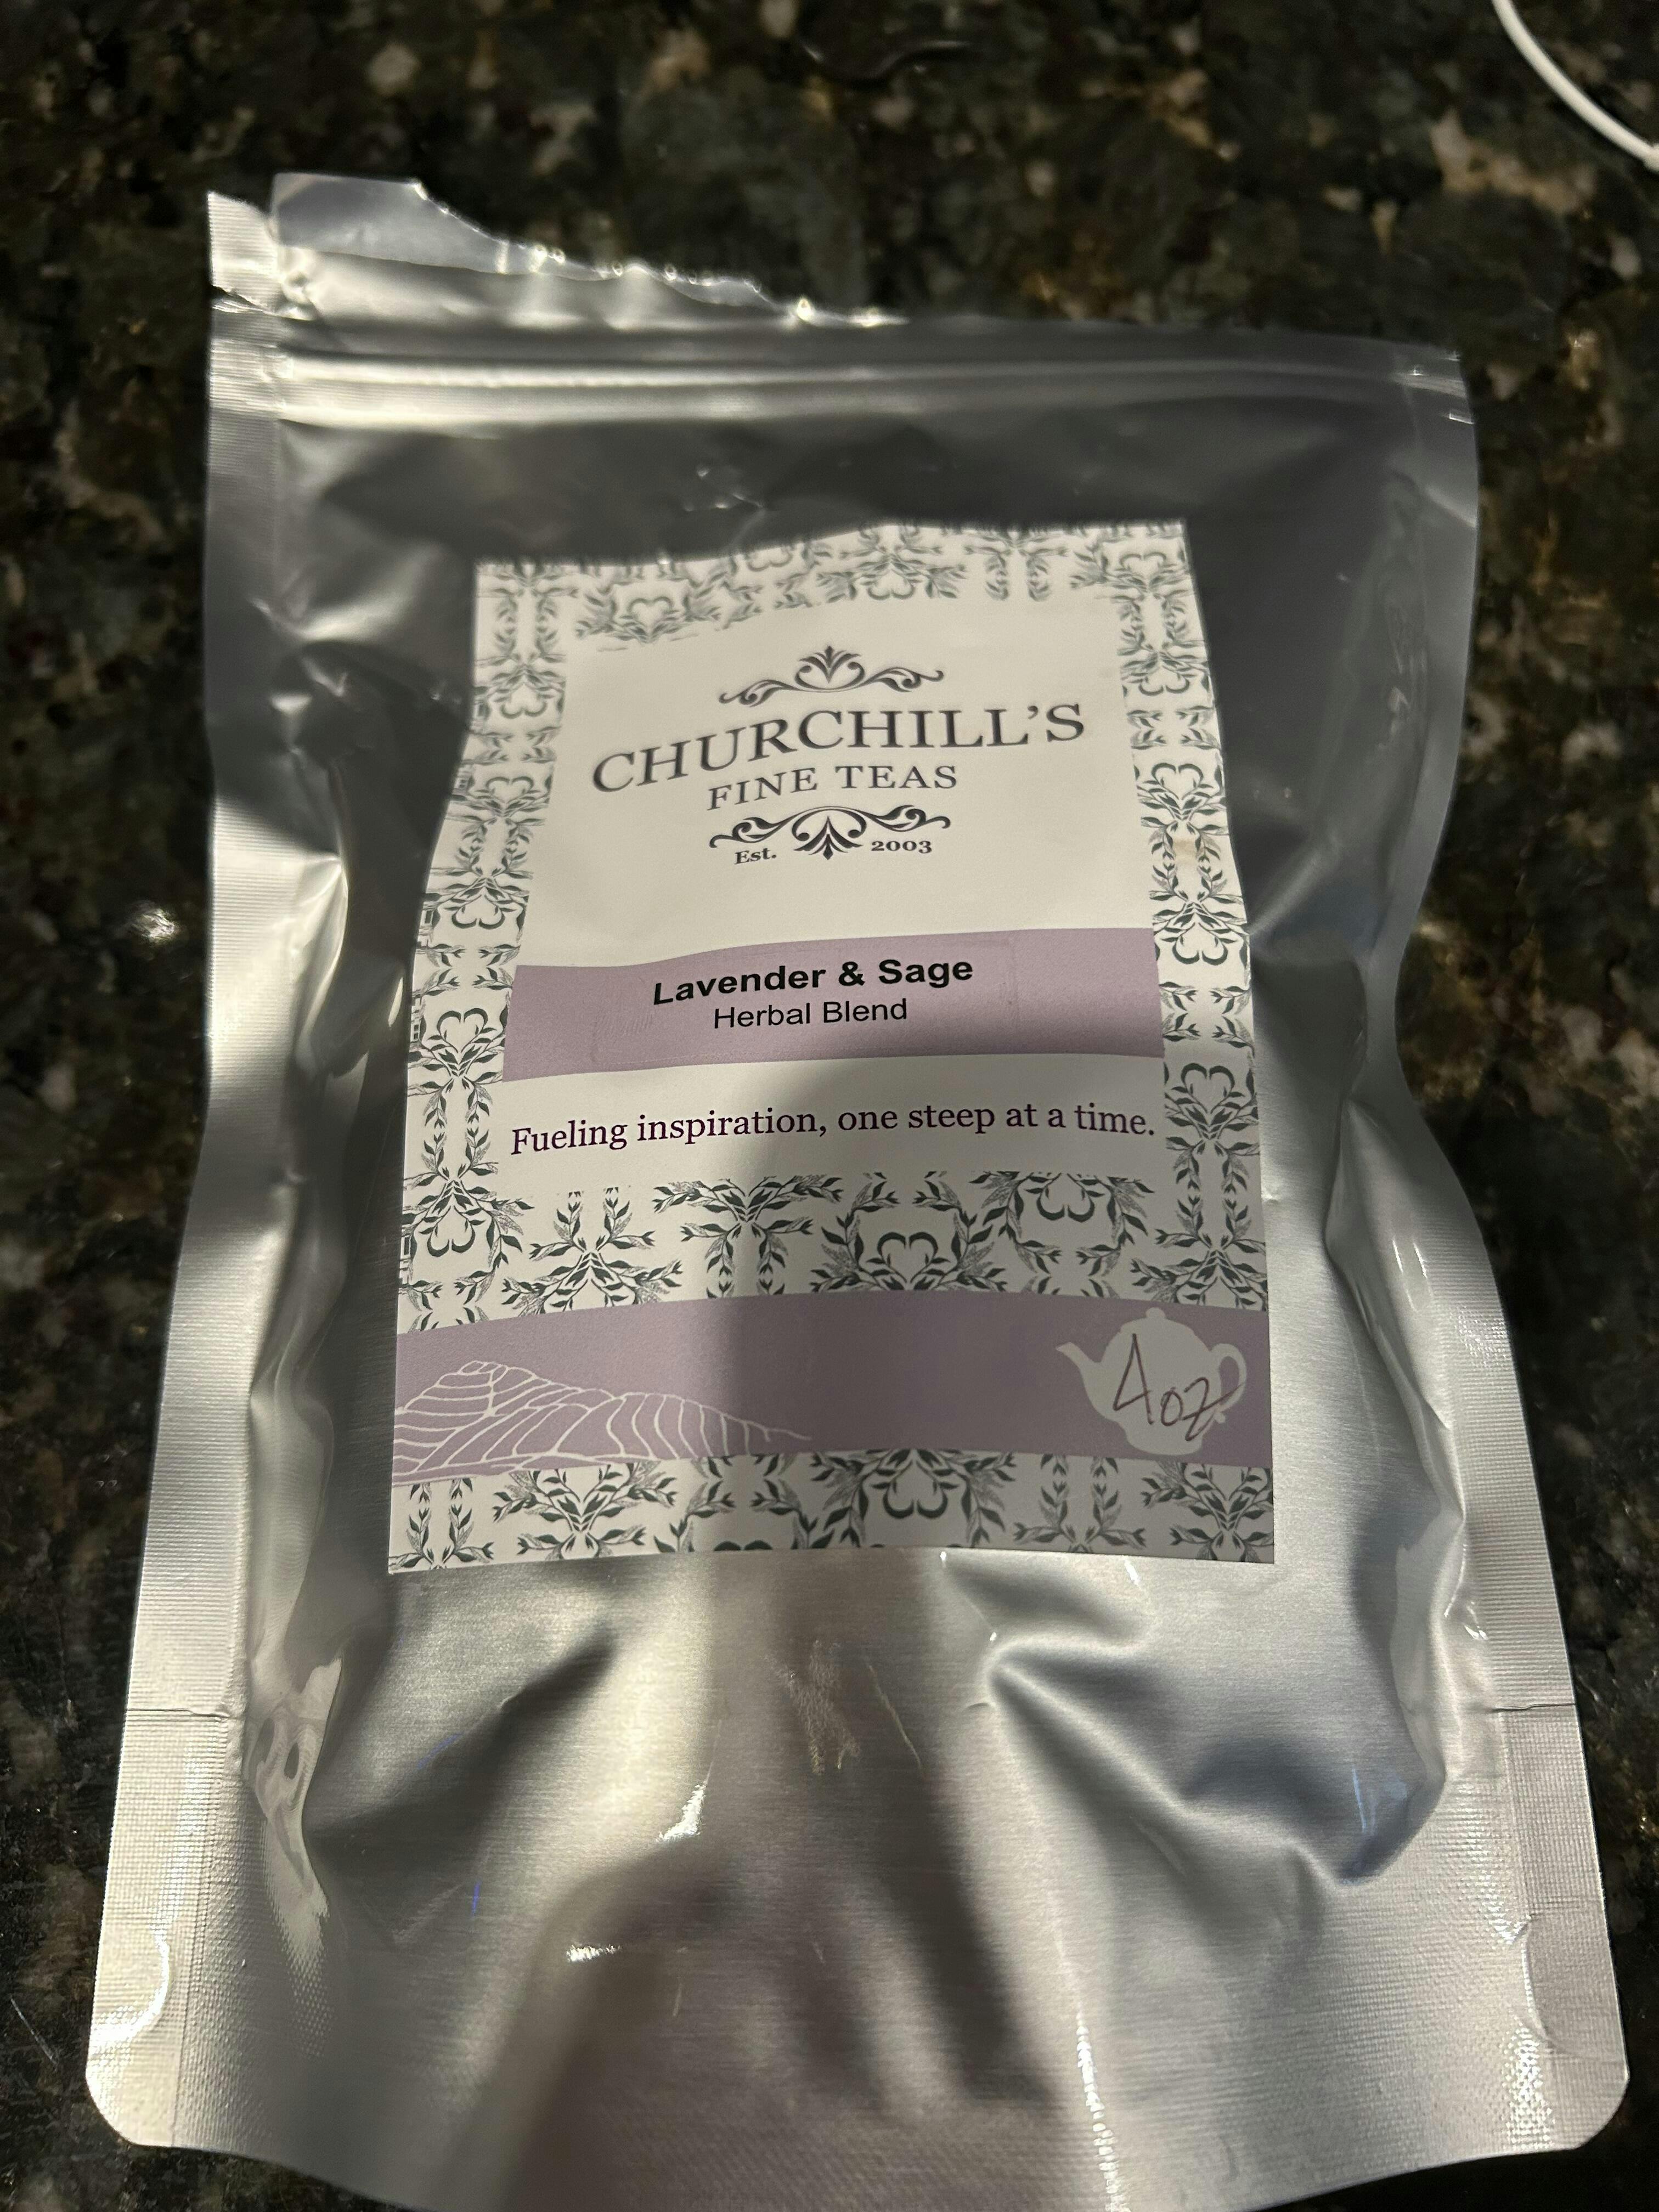 CHURCHILL'S
FINE TEAS
Est. 2003
Lavender & Sage
Herbal Blend
Fueling inspiration, one steep at a time.
4oz